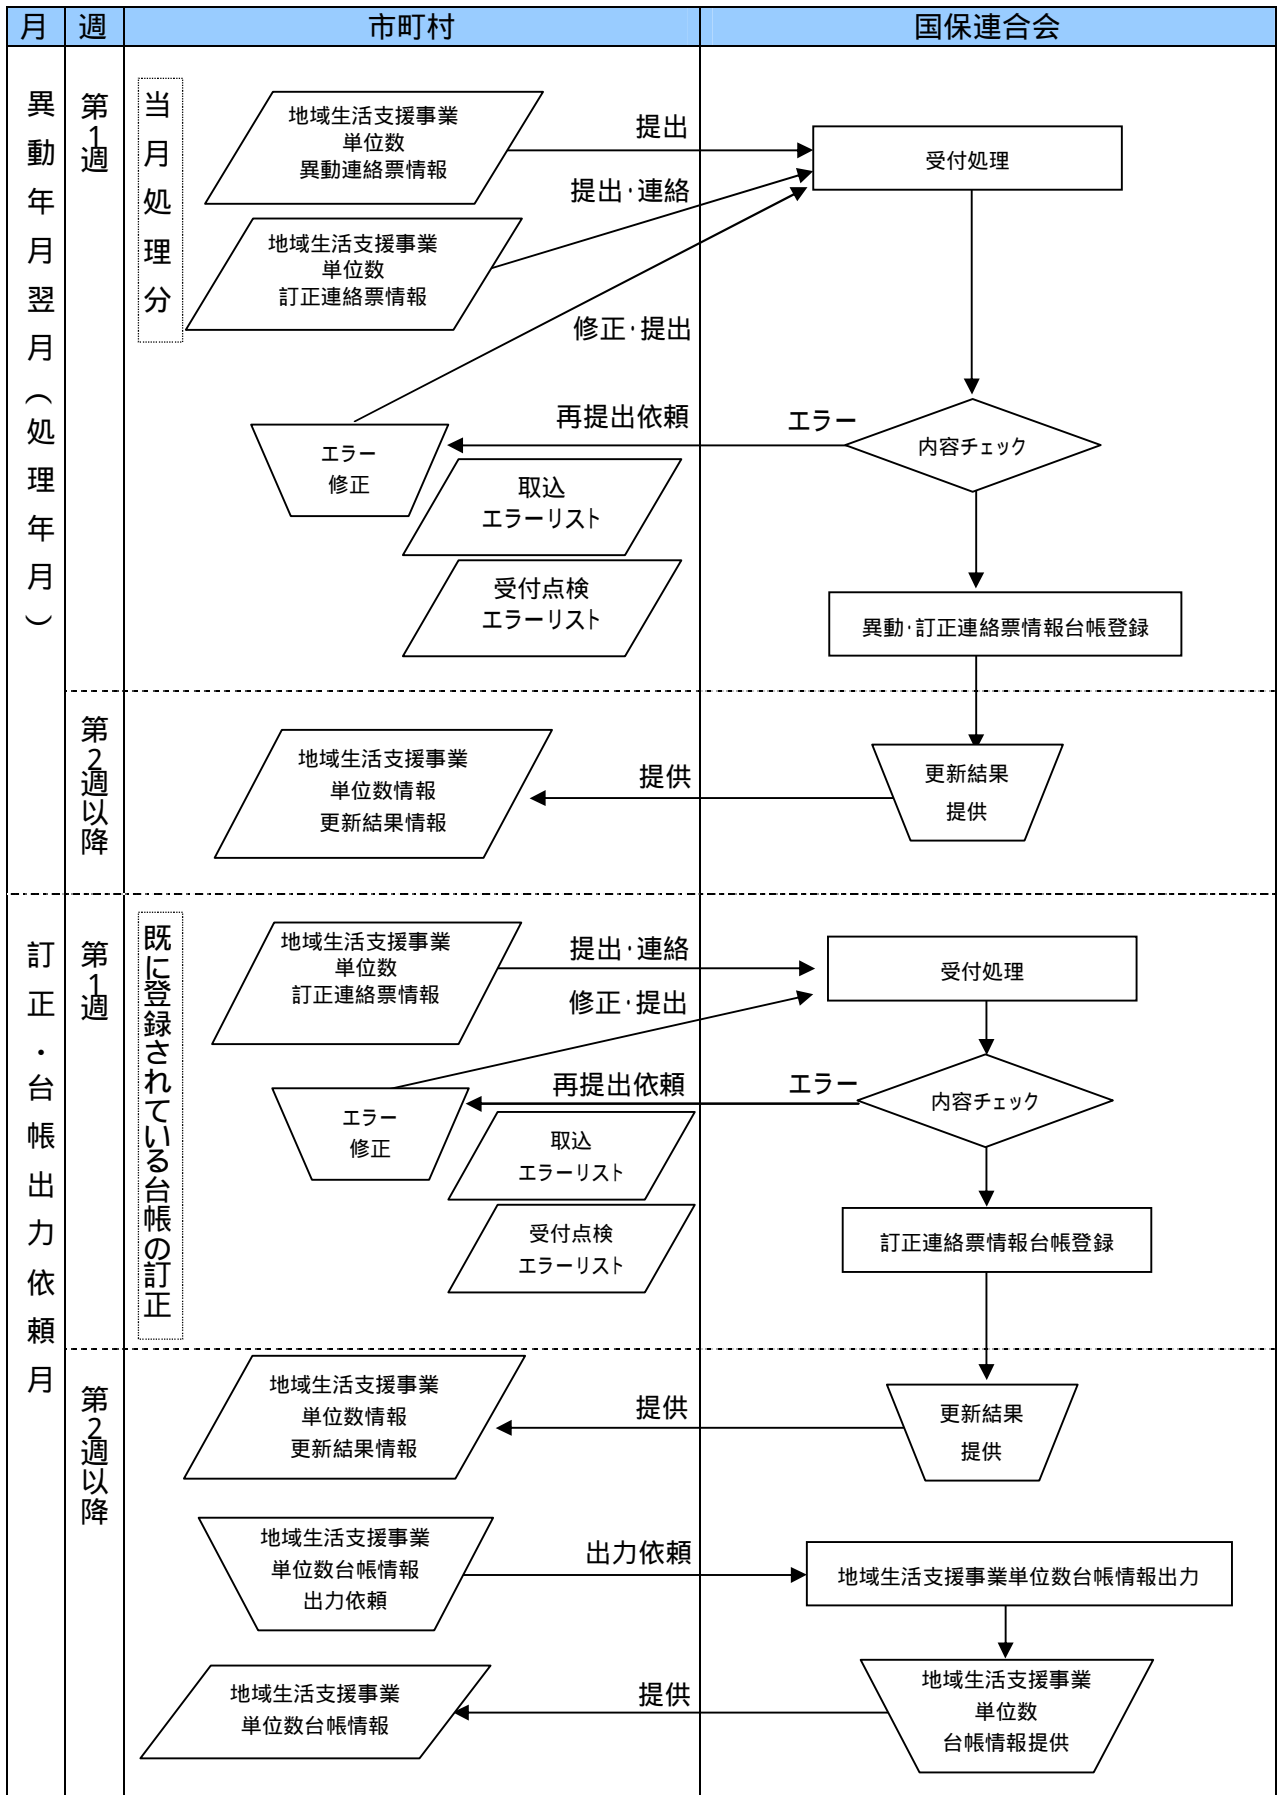 月
週
市町村
国保連合会
異動年月翌月（処理年月）
第1週
当月処理分
地域生活支援事業
単位数
異動連絡票情報
提出
受付処理
提出・連絡
地域生活支援事業
単位数
訂正連絡票情報
修正・提出
再提出依頼
エラー
内容チェック
エラー
修正
取込
エラーリスト
受付点検
エラーリスト
異動・訂正連絡票情報台帳登録
第2週以降
地域生活支援事業
単位数情報
更新結果情報
提供
更新結果
提供
訂正・台帳出力依頼月
第1週
既に登録されている台帳の訂正
地域生活支援事業
単位数
訂正連絡票情報
提出・連絡
受付処理
修正・提出
再提出依頼
エラー
内容チェック
エラー
修正
取込
エラーリスト
受付点検
エラーリスト
訂正連絡票情報台帳登録
第2週以降
地域生活支援事業
単位数情報
更新結果情報
提供
更新結果
提供
地域生活支援事業
単位数台帳情報
出力依頼
出力依頼
地域生活支援事業単位数台帳情報出力
地域生活支援事業
単位数台帳情報
提供
地域生活支援事業
単位数
台帳情報提供